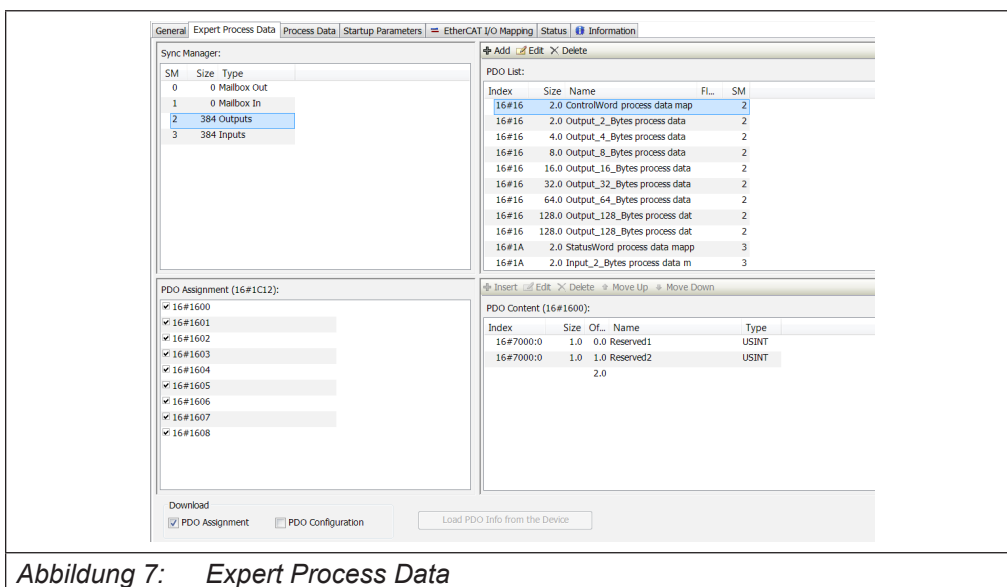 General Expert Process Data Process Data Startup Parameters EtherCAT I/O Mapping Status Information
Sync Manager:
SM Size Type
0 0 Mailbox Out
1 0 Mailbox In
2 384 Outputs
3 384 Inputs
Add Edit Delete
PDO List:
Index Size Name Fl... SM
16#16 2.0 ControlWord process data map 2
16#16 2.0 Output_2_Bytes process data 2
16#16 4.0 Output_4_Bytes process data 2
16#16 8.0 Output_8_Bytes process data 2
16#16 16.0 Output_16_Bytes process data 2
16#16 32.0 Output_32_Bytes process data 2
16#16 64.0 Output_64_Bytes process data 2
16#16 128.0 Output_128_Bytes process dat 2
16#16 128.0 Output_128_Bytes process dat 2
16#1A 2.0 StatusWord process data mapp 3
16#1A 2.0 Input_2_Bytes process data m 3
PDO Assignment (16#1C12):
16#1600
16#1601
16#1602
16#1603
16#1604
16#1605
16#1606
16#1607
16#1608
Insert Edit Delete Move Up Move Down
PDO Content (16#1600):
Index Size Of... Name Type
16#7000:0 1.0 0.0 Reserved1 USINT
16#7000:0 1.0 1.0 Reserved2 USINT
2.0
Download
PDO Assignment PDO Configuration Load PDO Info from the Device
Abbildung 7: Expert Process Data